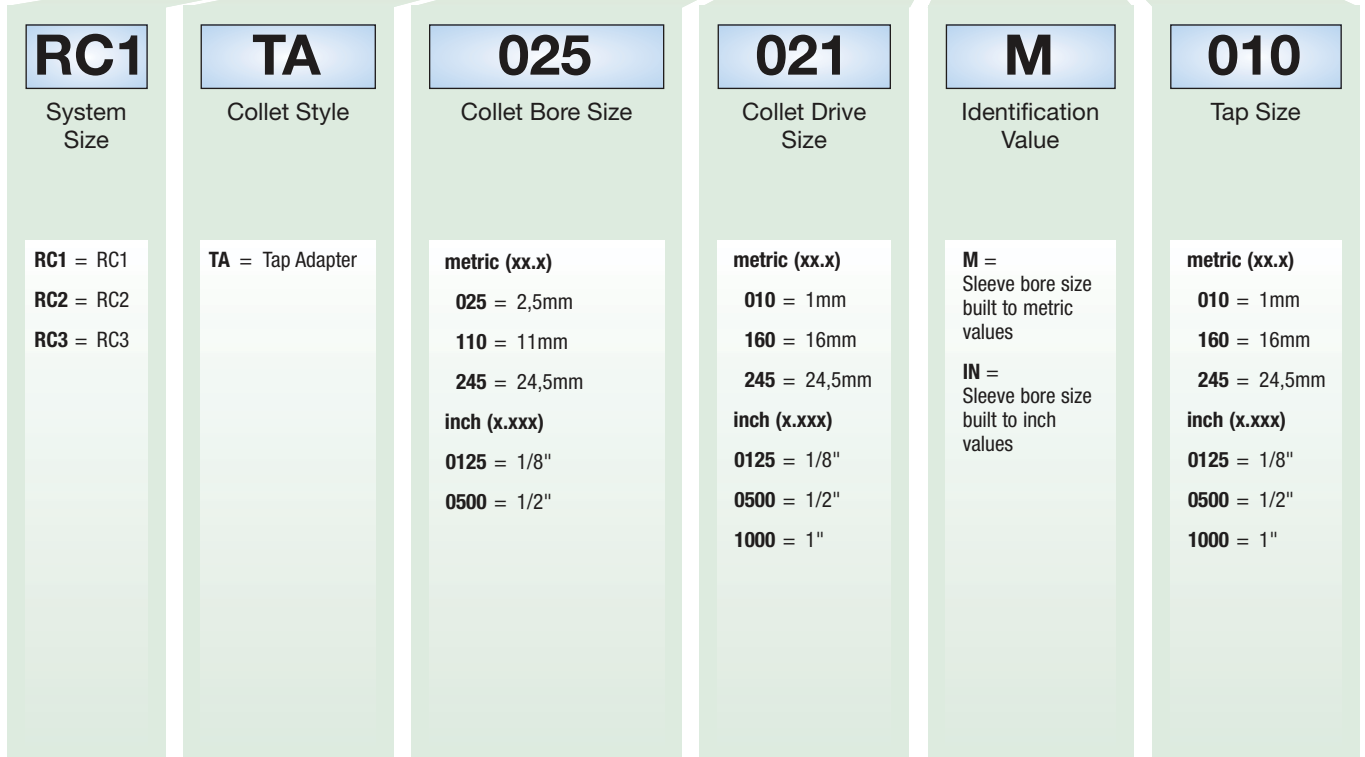 RC1
System
Size
RC1 = RC1
RC2 = RC2
RC3 = RC3
TA
Collet Style
TA = Tap Adapter
025
Collet Bore Size
metric (xx.x)
025 = 2,5mm
110 = 11mm
245 = 24,5mm
inch (x.xxx)
0125 = 1/8"
0500 = 1/2"
021
Collet Drive
Size
metric (xx.x)
010 = 1mm
160 = 16mm
245 = 24,5mm
inch (x.xxx)
0125 = 1/8"
0500 = 1/2"
1000 = 1"
M
Identification
Value
M =
Sleeve bore size
built to metric
values
IN =
Sleeve bore size
built to inch
values
010
Tap Size
metric (xx.x)
010 = 1mm
160 = 16mm
245 = 24,5mm
inch (x.xxx)
0125 = 1/8"
0500 = 1/2"
1000 = 1"